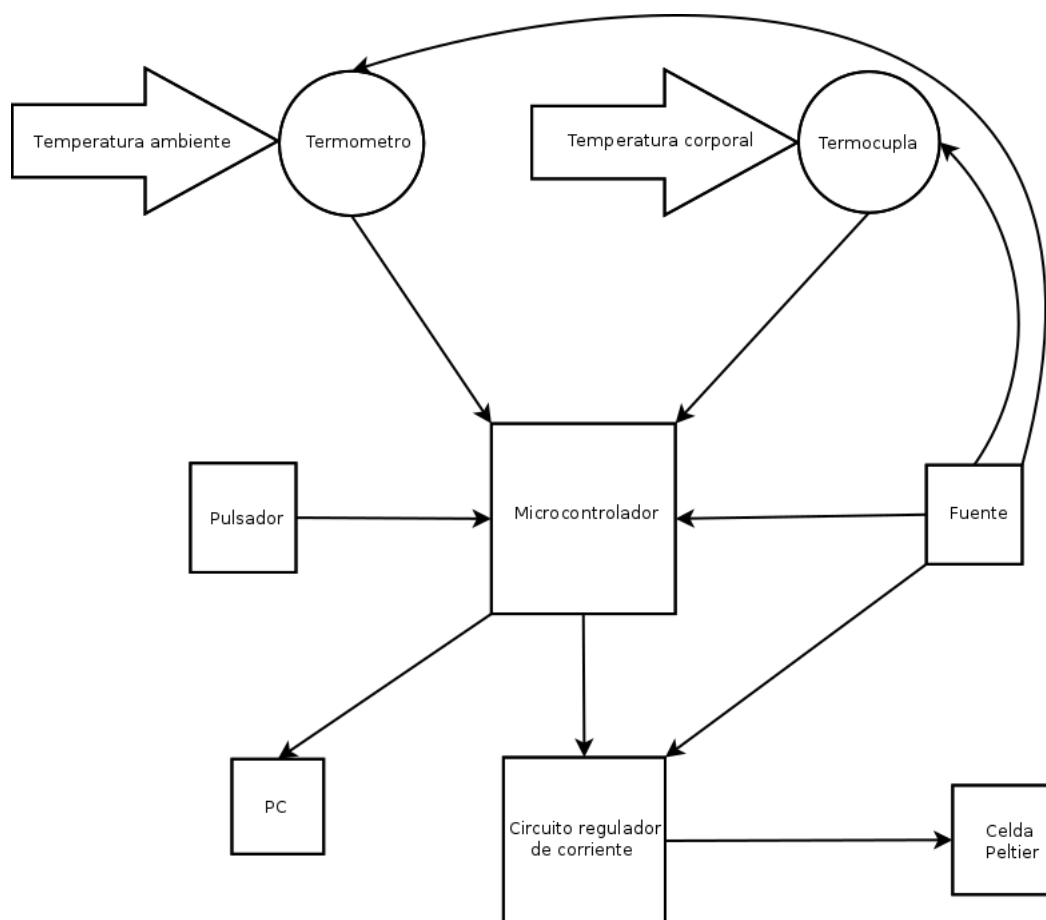 Temperatura ambiente
Termometro
Temperatura corporal
Termocupla
Pulsador
Microcontrolador
Fuente
PC
Circuito regulador
de corriente
Celda
Peltier